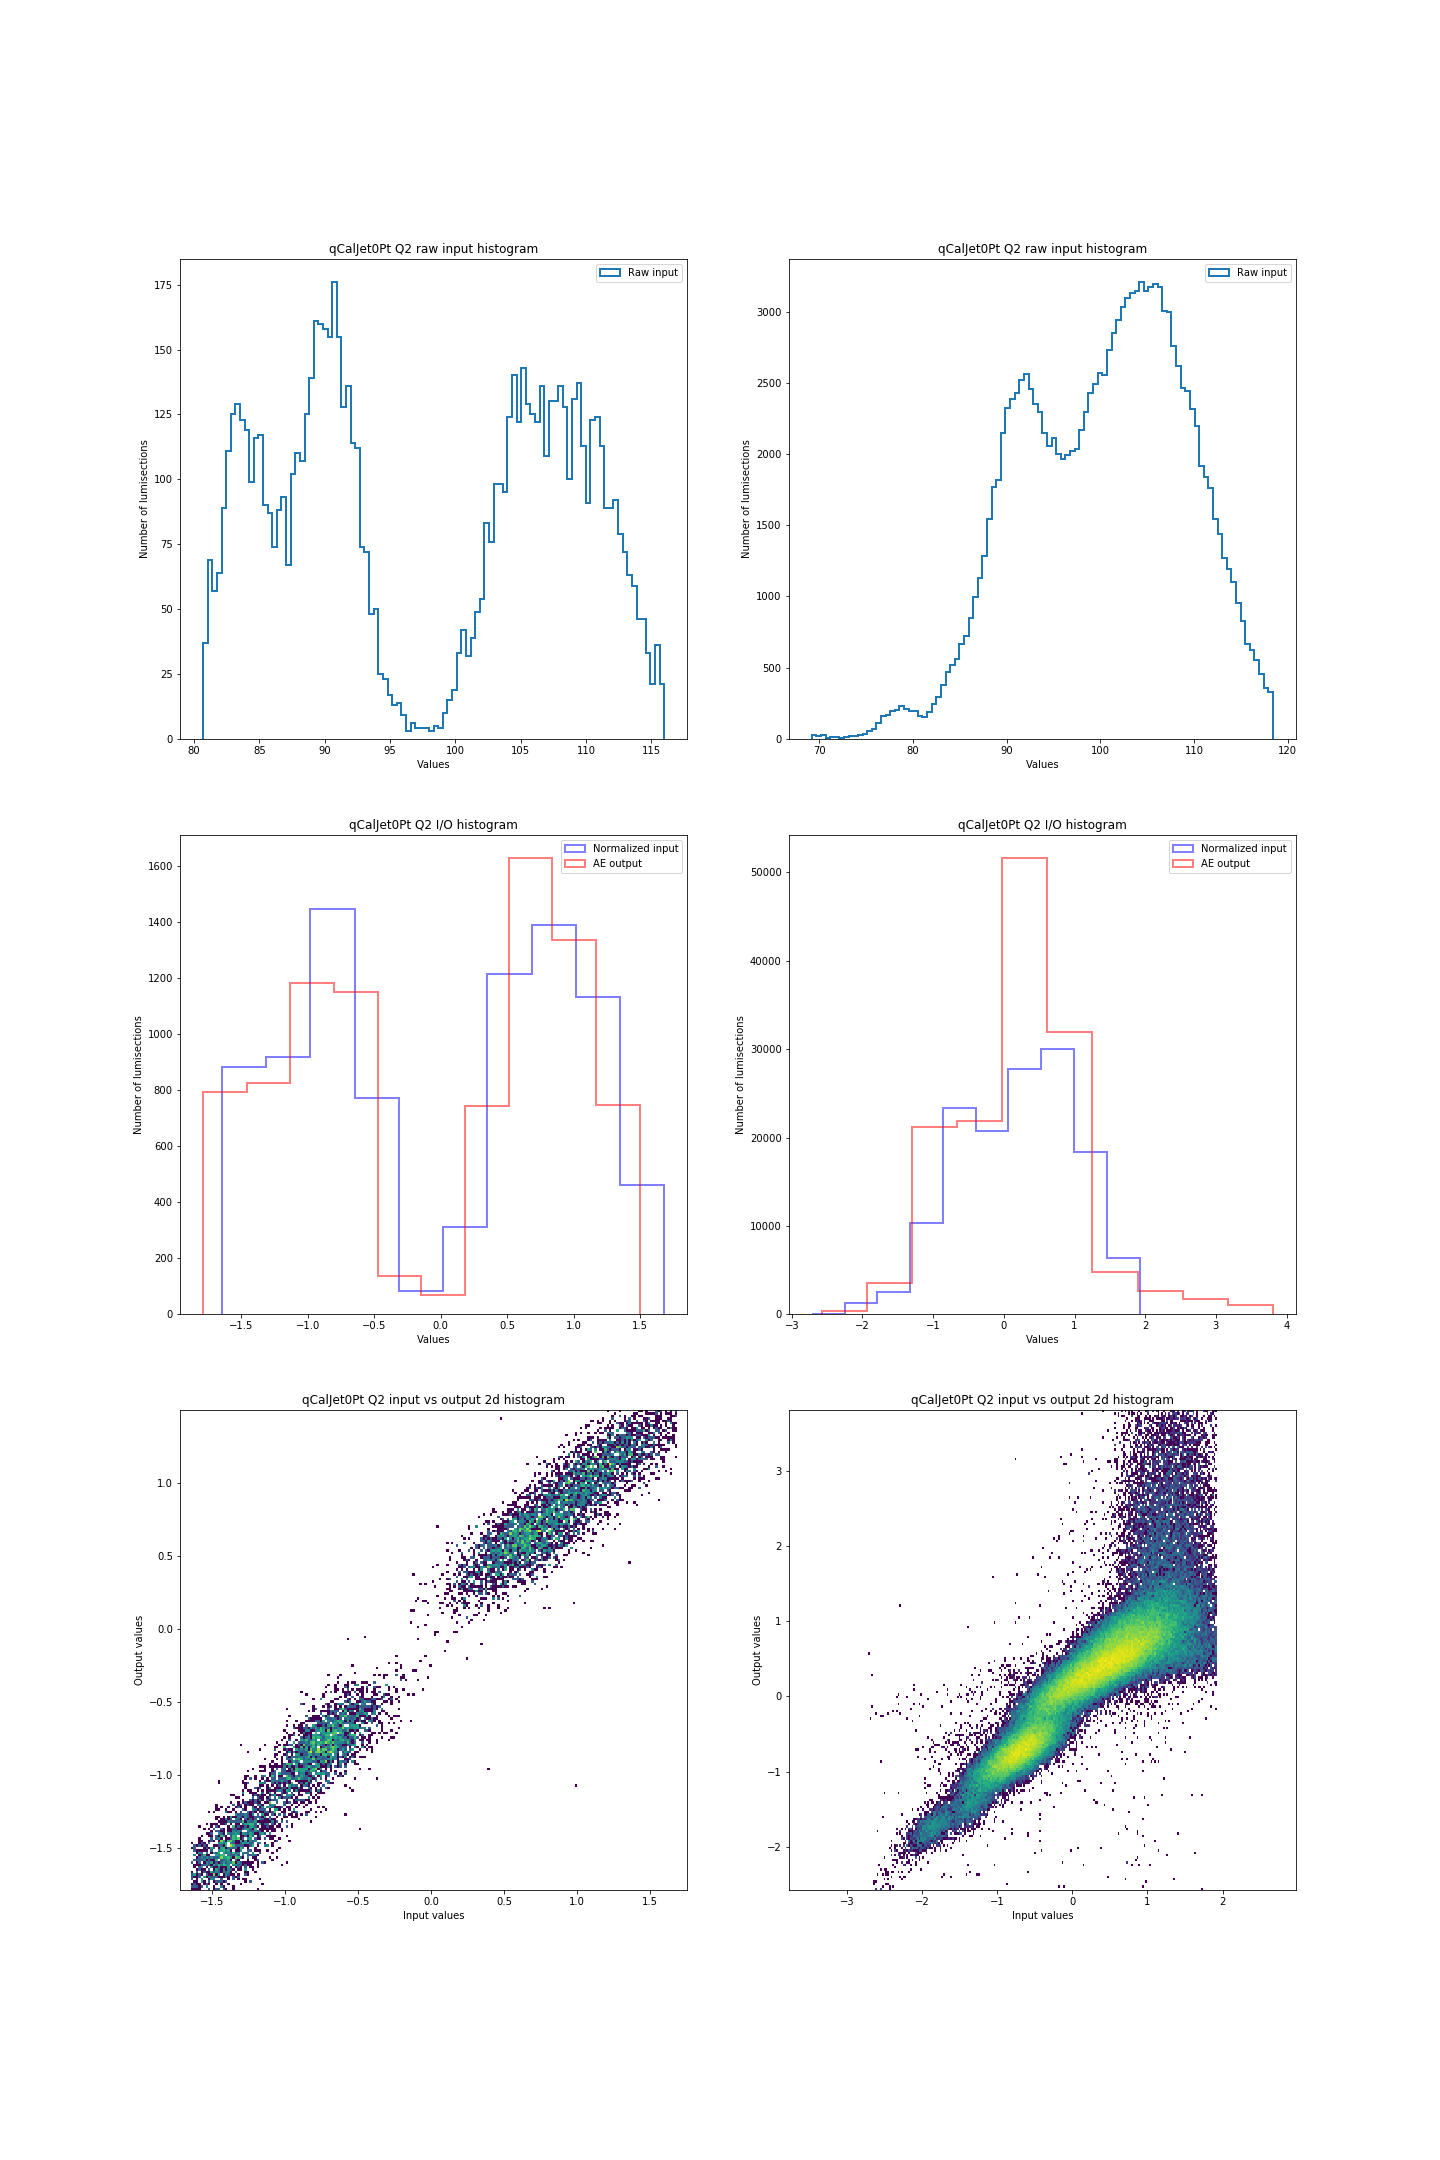 qCalJet0Pt Q2 raw input histogram
Raw input
Number of lumisections
175
150
125
100
75
50
25
0
80 85 90 95 100 105 110 115
Values
qCalJet0Pt Q2 raw input histogram
Raw input
Number of lumisections
3000
2500
2000
1500
1000
500
0
70 80 90 100 110 120
Values
qCalJet0Pt Q2 I/O histogram
Normalized input
AE output
Number of lumisections
1600
1400
1200
1000
800
600
400
200
0
−1.5 −1.0 −0.5 0.0 0.5 1.0 1.5
Values
qCalJet0Pt Q2 I/O histogram
Normalized input
AE output
Number of lumisections
50000
40000
30000
20000
10000
0
−3 −2 −1 0 1 2 3 4
Values
qCalJet0Pt Q2 input vs output 2d histogram
Output values
1.0
0.5
0.0
−0.5
−1.0
−1.5
−1.5 −1.0 −0.5 0.0 0.5 1.0 1.5
Input values
qCalJet0Pt Q2 input vs output 2d histogram
Output values
3
2
1
0
−1
−2
−3 −2 −1 0 1 2
Input values